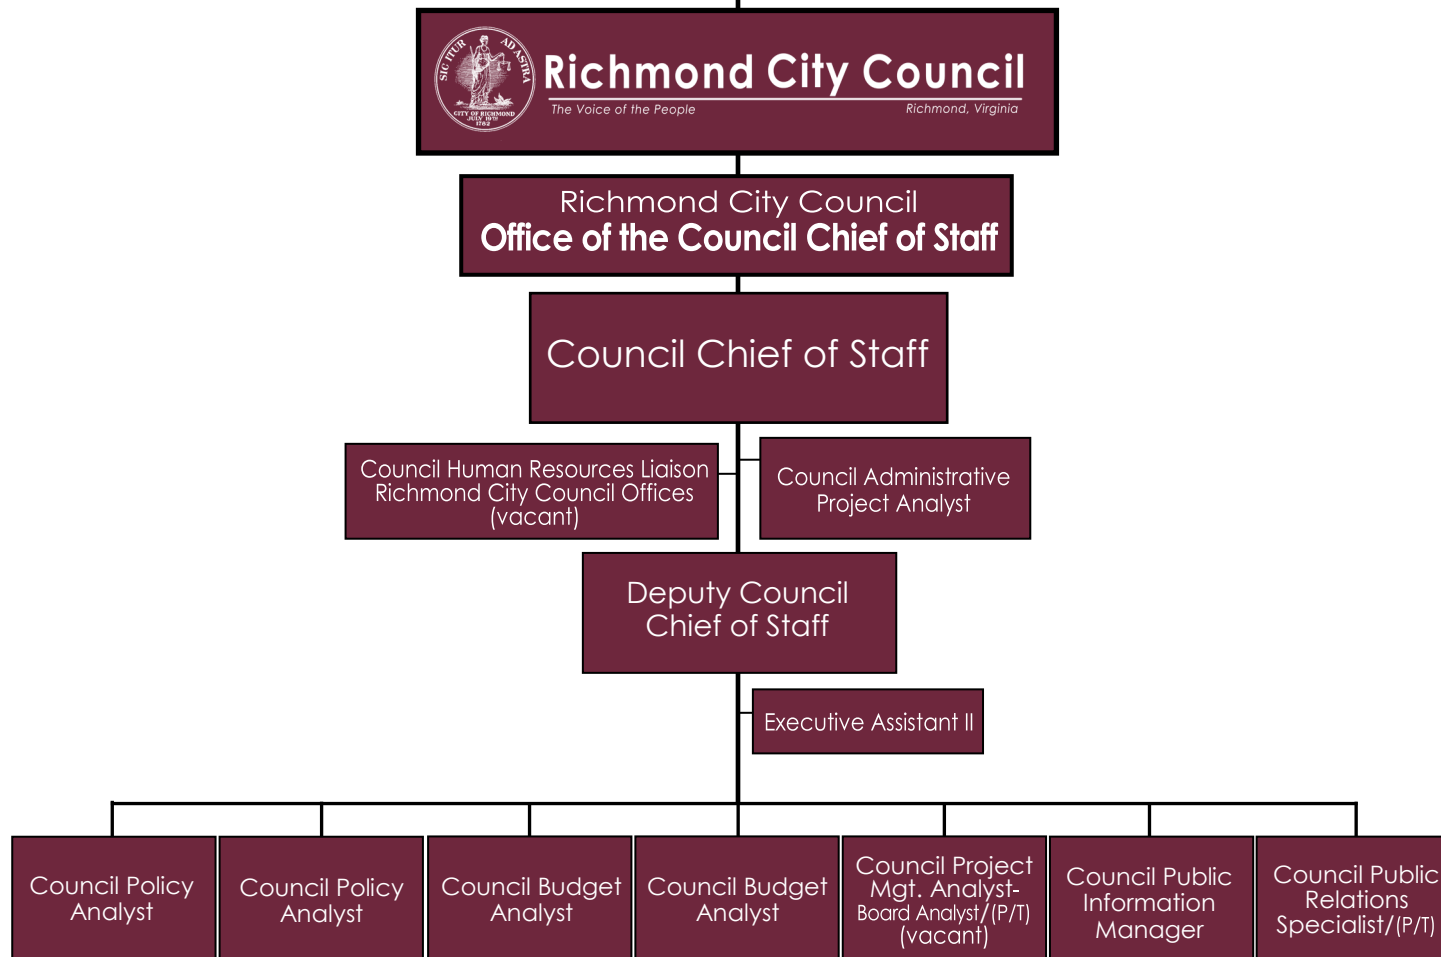 SIC ITUR AD ASTRA
CITY OF RICHMOND
JULY 19TH
1782
Richmond City Council
The Voice of the People
Richmond, Virginia
Richmond City Council
Office of the Council Chief of Staff
Council Chief of Staff
Council Human Resources Liaison
Richmond City Council Offices
(vacant)
Council Administrative
Project Analyst
Deputy Council
Chief of Staff
Executive Assistant II
Council Policy
Analyst
Council Policy
Analyst
Council Budget
Analyst
Council Budget
Analyst
Council Project
Mgt. Analyst-
Board Analyst/(P/T)
(vacant)
Council Public
Information
Manager
Council Public
Relations
Specialist/(P/T)